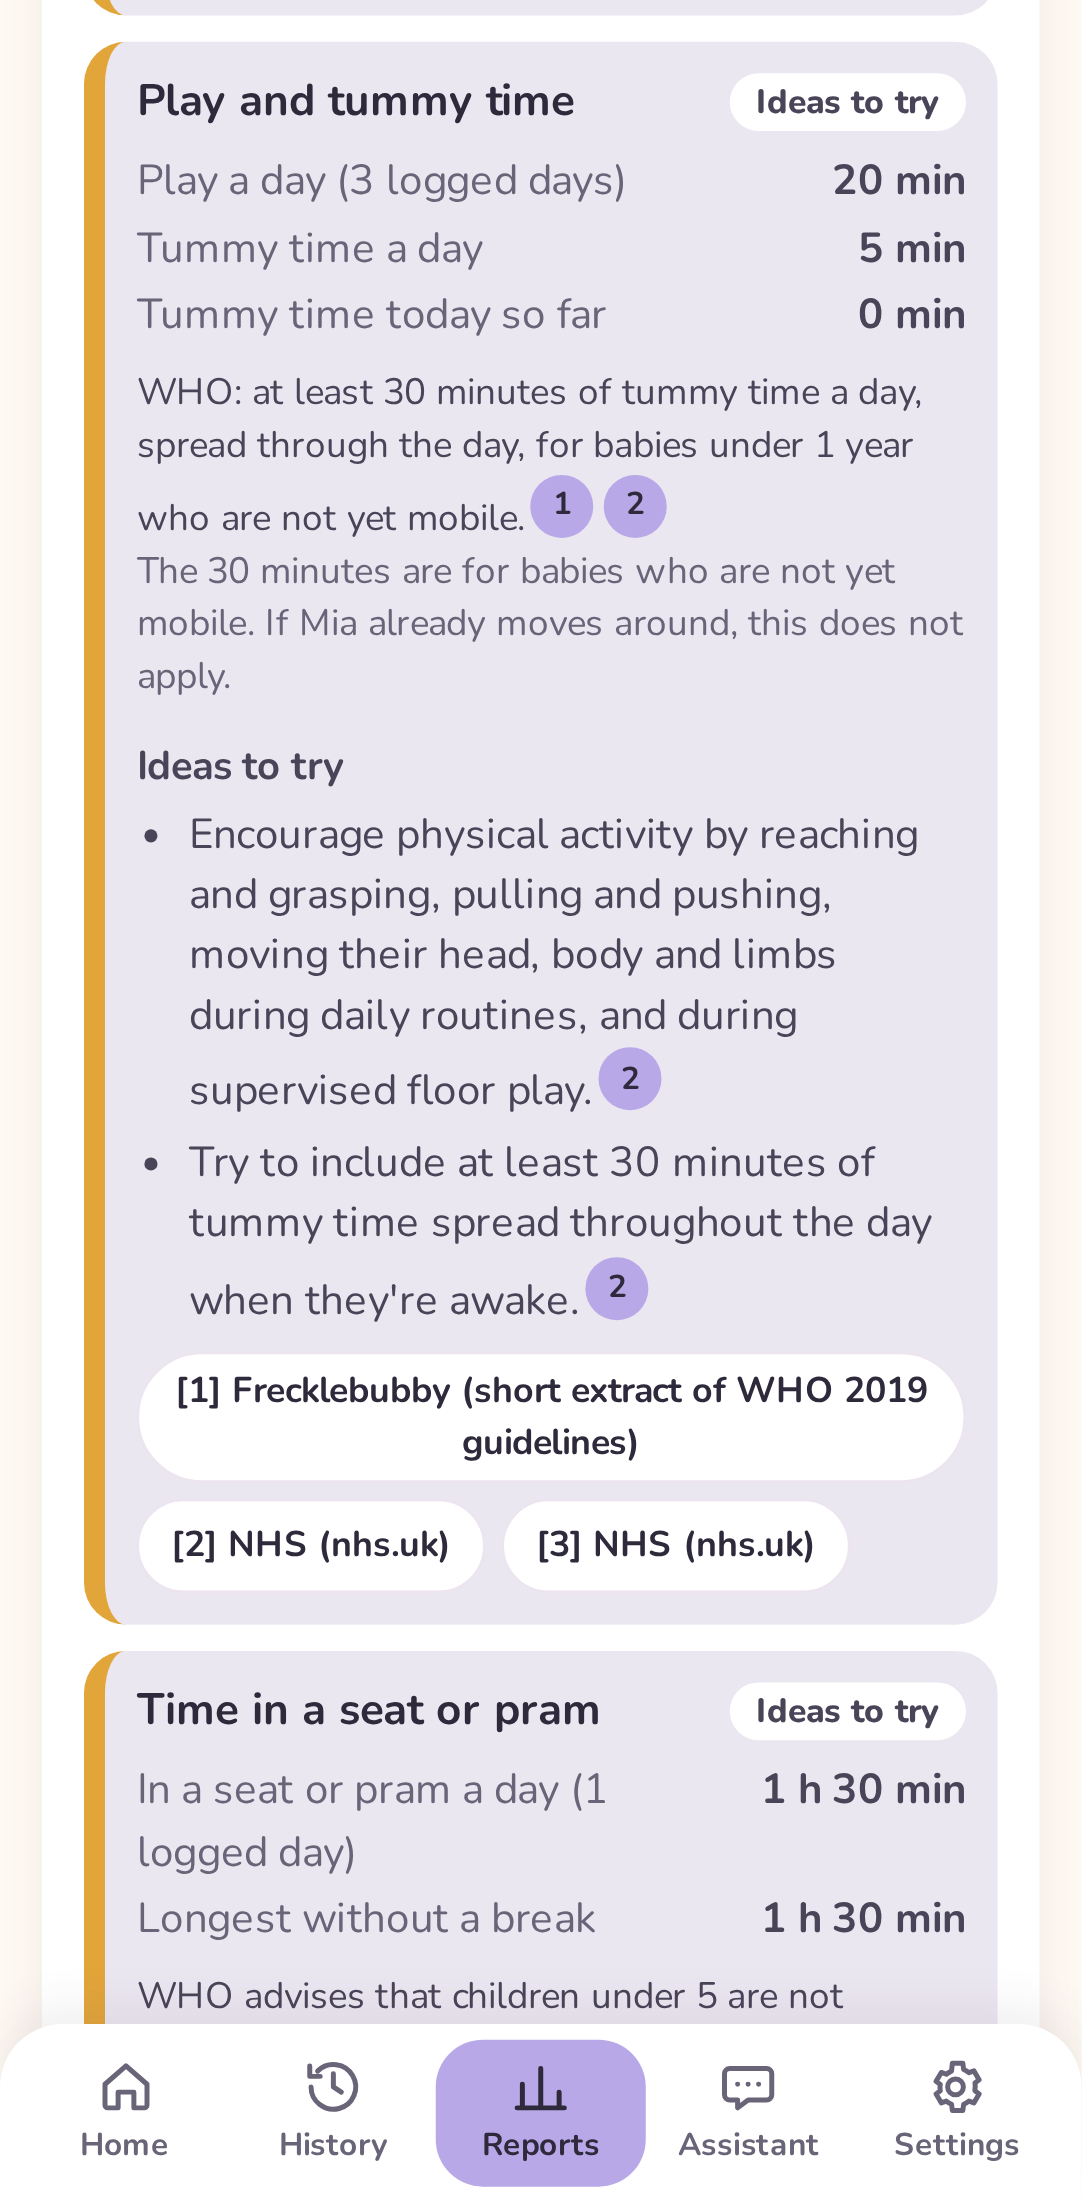 Play and tummy time
Ideas to try
Play a day (3 logged days)
20 min
Tummy time a day
5 min
Tummy time today so far
0 min
WHO: at least 30 minutes of tummy time a day,
spread through the day, for babies under 1 year
who are not yet mobile. 1 2
The 30 minutes are for babies who are not yet
mobile. If Mia already moves around, this does not
apply.
Ideas to try
• Encourage physical activity by reaching
and grasping, pulling and pushing,
moving their head, body and limbs
during daily routines, and during
supervised floor play. 2
• Try to include at least 30 minutes of
tummy time spread throughout the day
when they're awake. 2
[1] Frecklebubby (short extract of WHO 2019
guidelines)
[2] NHS (nhs.uk)
[3] NHS (nhs.uk)
Time in a seat or pram
Ideas to try
In a seat or pram a day (1
logged day)
1 h 30 min
Longest without a break
1 h 30 min
WHO advises that children under 5 are not
Home
History
Reports
Assistant
Settings